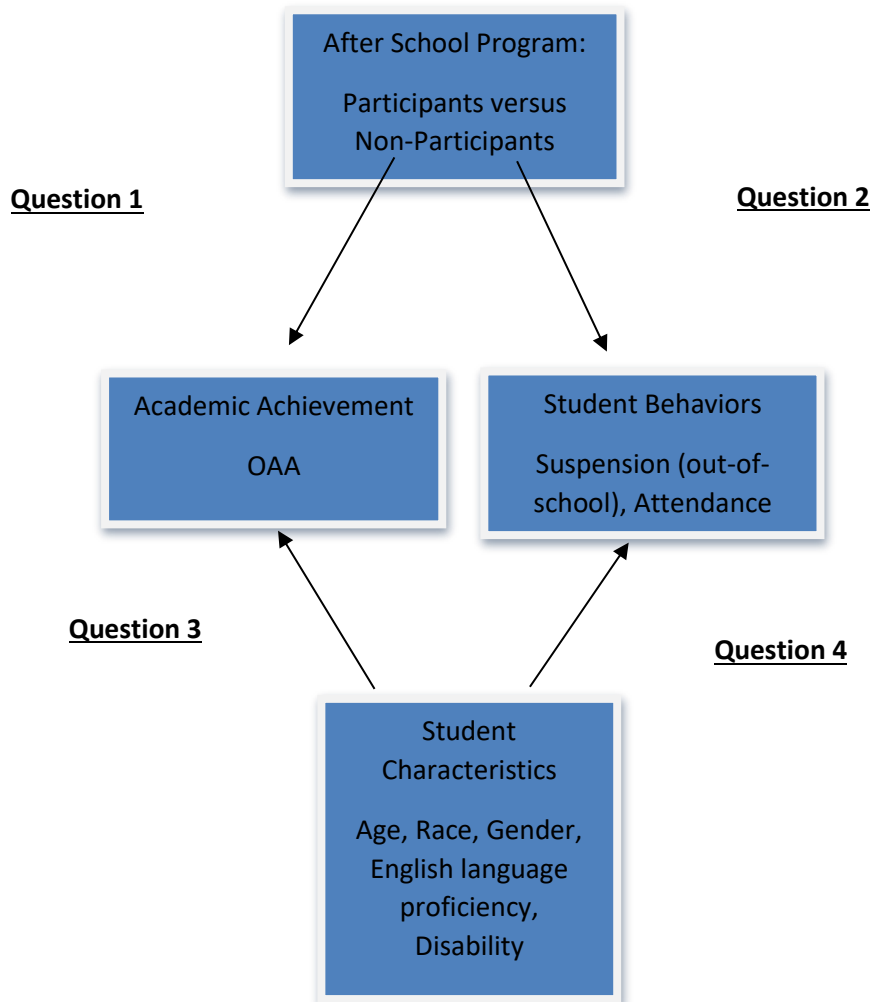 After School Program:
Participants versus
Non-Participants
Question 1
Question 2
Academic Achievement
OAA
Student Behaviors
Suspension (out-of-
school), Attendance
Question 3
Question 4
Student
Characteristics
Age, Race, Gender,
English language
proficiency,
Disability